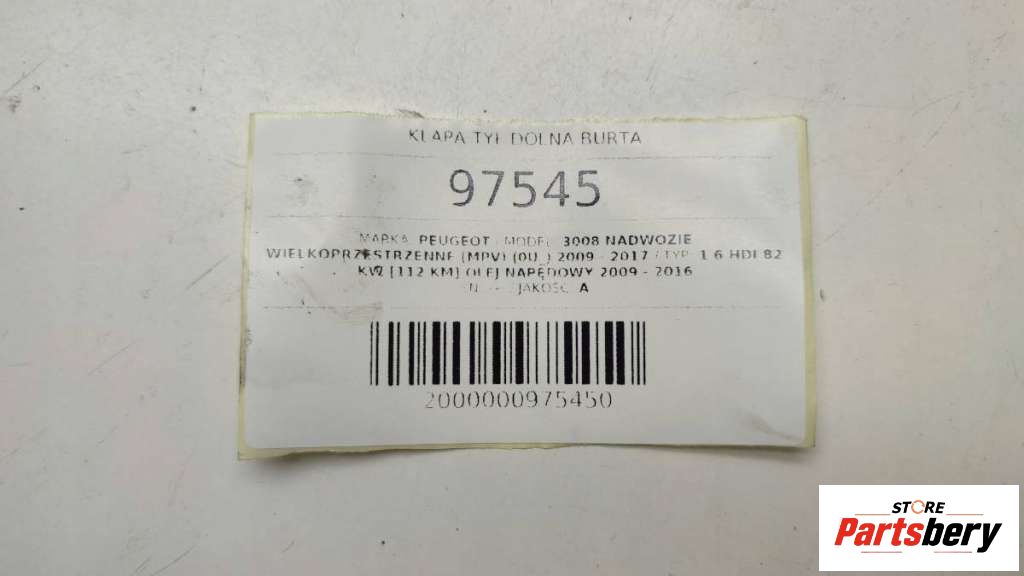 KLAPA TYŁ DOLNA BURTA
97545
MARKA PEUGEOT MODEL 3008 NADWOZIE
WIELKOPRZESTRZENNE (MPV) (0U_) 2009 - 2017 / TYP 1.6 HDI 82
KW [112 KM] OLEJ NAPĘDOWY 2009 - 2016
JAKOŚĆ A
2000000975450
STORE
Partsbery